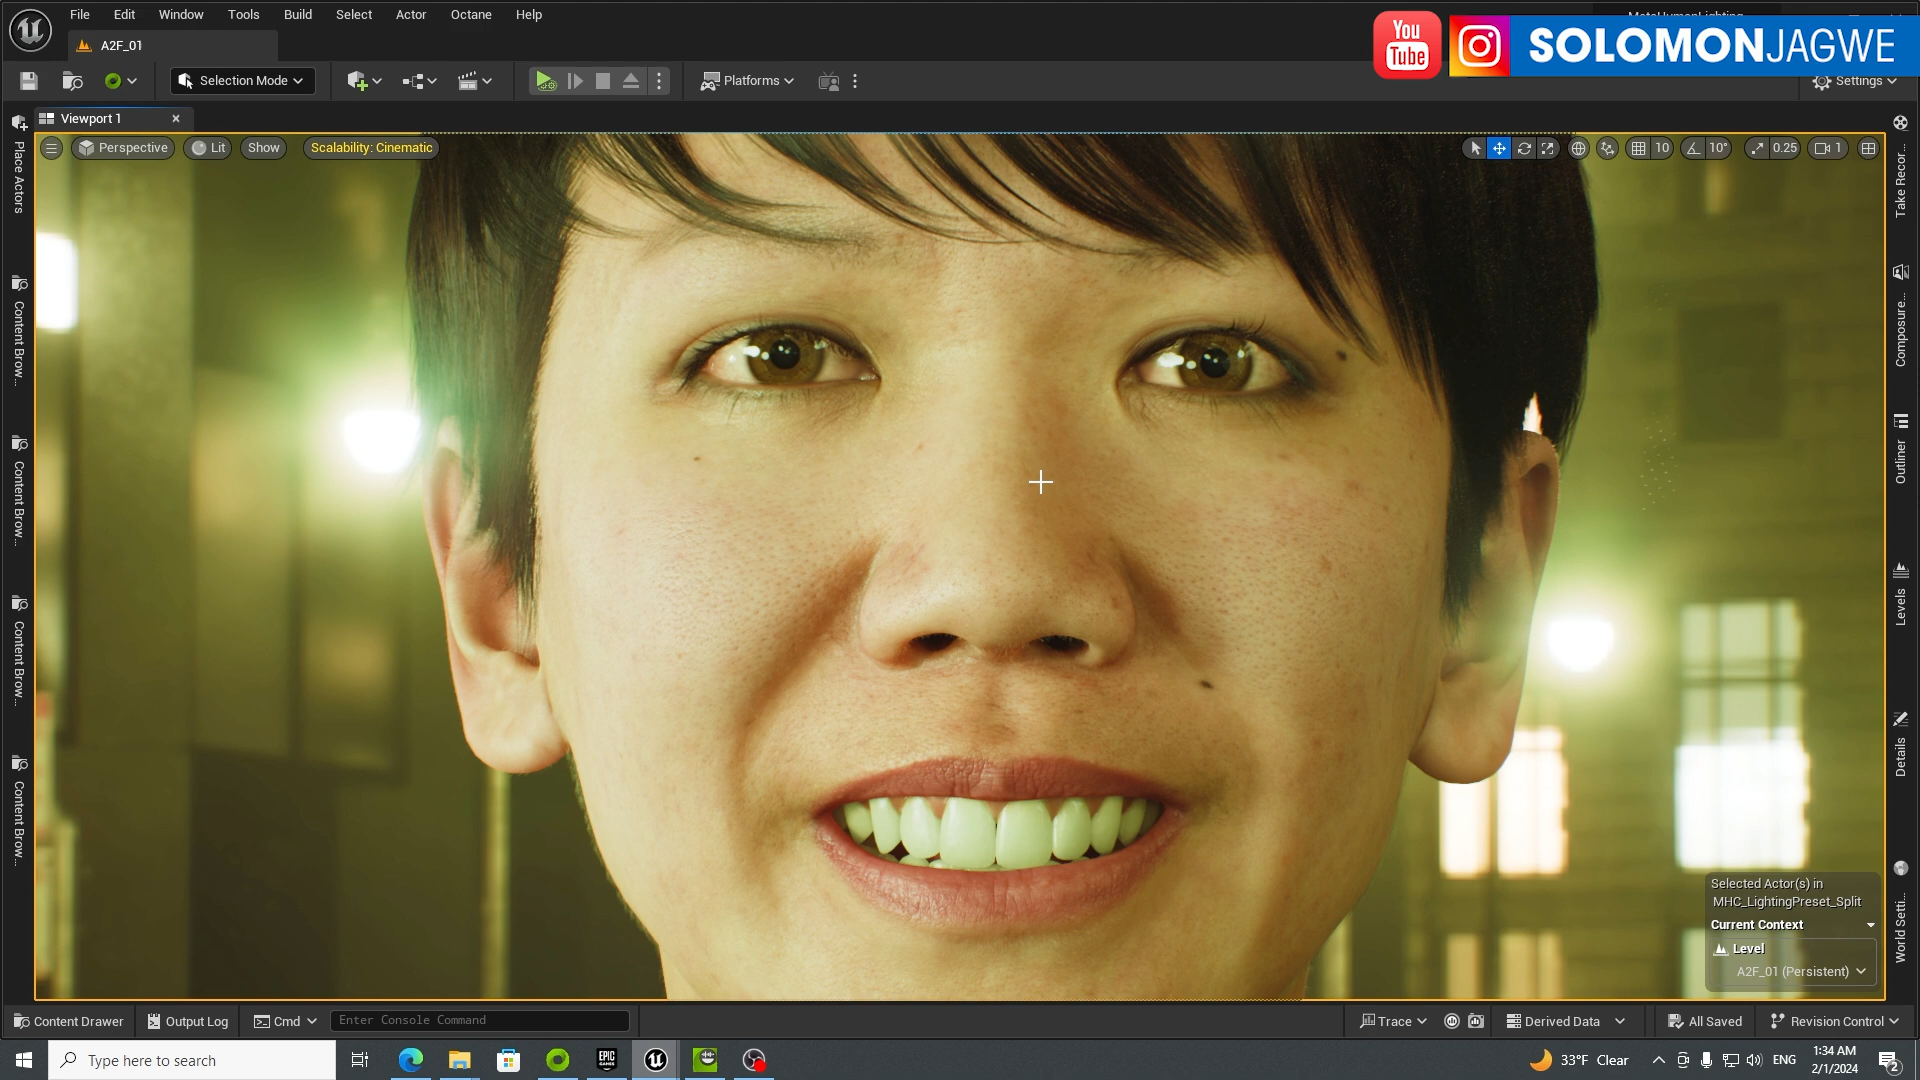 File Edit Window Tools Build Select Actor Octane Help
You
Tube
SOLOMONJAGWE
A2F_01
Selection Mode
Platforms
Settings
Viewport 1
Perspective Lit Show Scalability: Cinematic
10 10° 0.25 1
Place Actors
Content Brow...
Content Brow...
Content Brow...
Content Brow...
Take Recor...
Composure...
Outliner
Levels
Details
World Setti...
Selected Actor(s) in
MHC_LightingPreset_Split
Current Context
Level
A2F_01 (Persistent)
Content Drawer Output Log Cmd Enter Console Command
Trace Derived Data All Saved Revision Control
Type here to search
EPIC
GAMES
33°F Clear
ENG
1:34 AM
2/1/2024
2